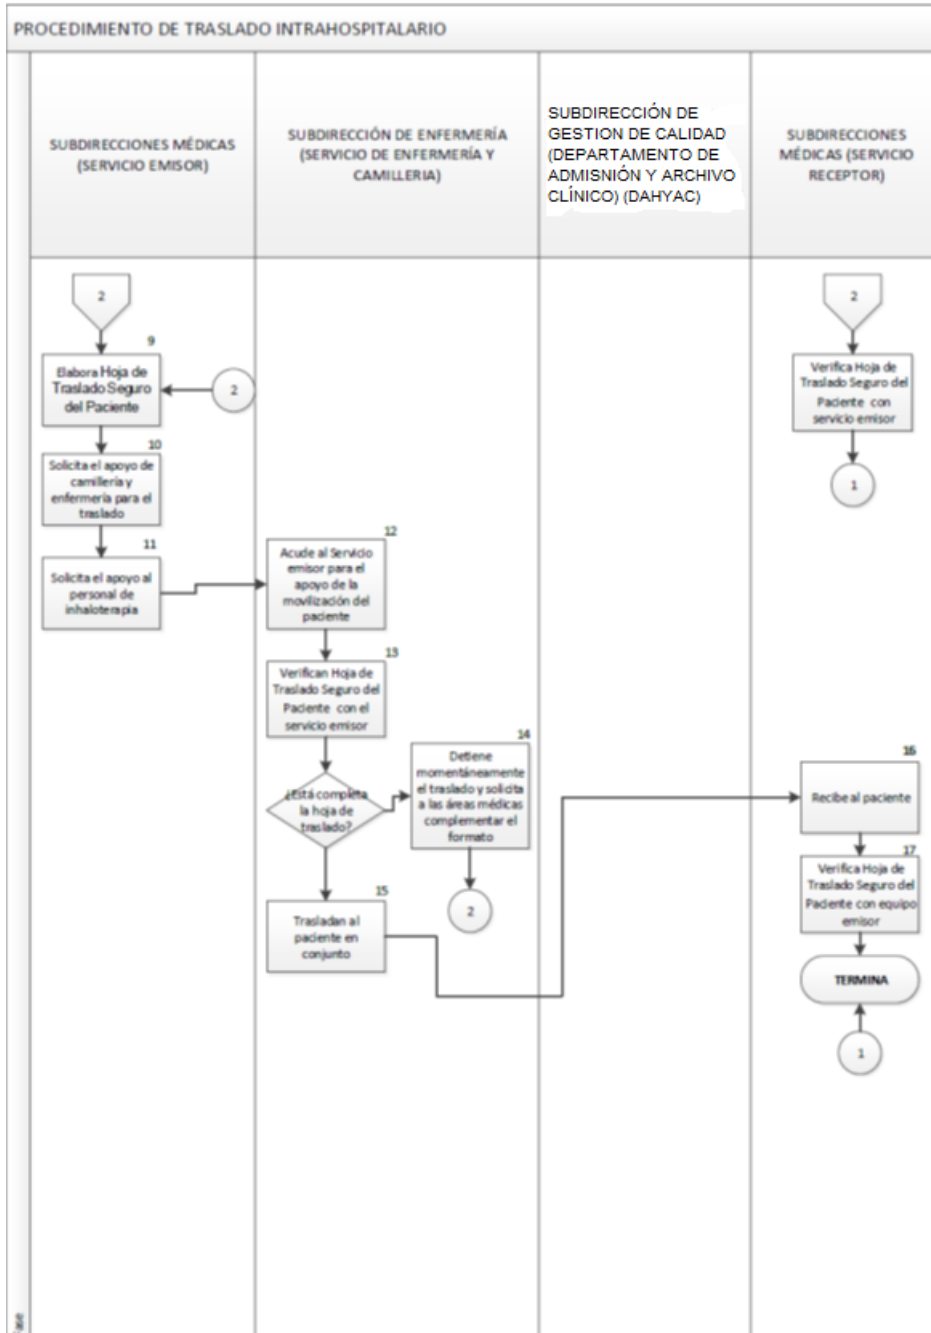 PROCEDIMIENTO DE TRASLADO INTRAHOSPITALARIO
SUBDIRECCIONES MÉDICAS
(SERVICIO EMISOR)
SUBDIRECCIÓN DE ENFERMERÍA
(SERVICIO DE ENFERMERÍA Y
CAMILLERIA)
SUBDIRECCIÓN DE
GESTION DE CALIDAD
(DEPARTAMENTO DE
ADMISNIÓN Y ARCHIVO
CLÍNICO) (DAHYAC)
SUBDIRECCIONES
MÉDICAS (SERVICIO
RECEPTOR)
2
9
Elabora Hoja de
Traslado Seguro
del Paciente
2
10
Solicita el apoyo de
camillería y
enfermería para el
traslado
11
Solicita el apoyo al
personal de
inhaloterapia
12
Acude al Servicio
emisor para el
apoyo de la
movilización del
paciente
13
Verifican Hoja de
Traslado Seguro del
Paciente con el
servicio emisor
¿Está completa
la hoja de
traslado?
14
Detiene
momentáneamente
el traslado y solicita
a las áreas médicas
complementar el
formato
2
15
Trasladan al
paciente en
conjunto
2
Verifica Hoja de
Traslado Seguro del
Paciente con
servicio emisor
1
16
Recibe al paciente
17
Verifica Hoja de
Traslado Seguro del
Paciente con equipo
emisor
TERMINA
1
Fase